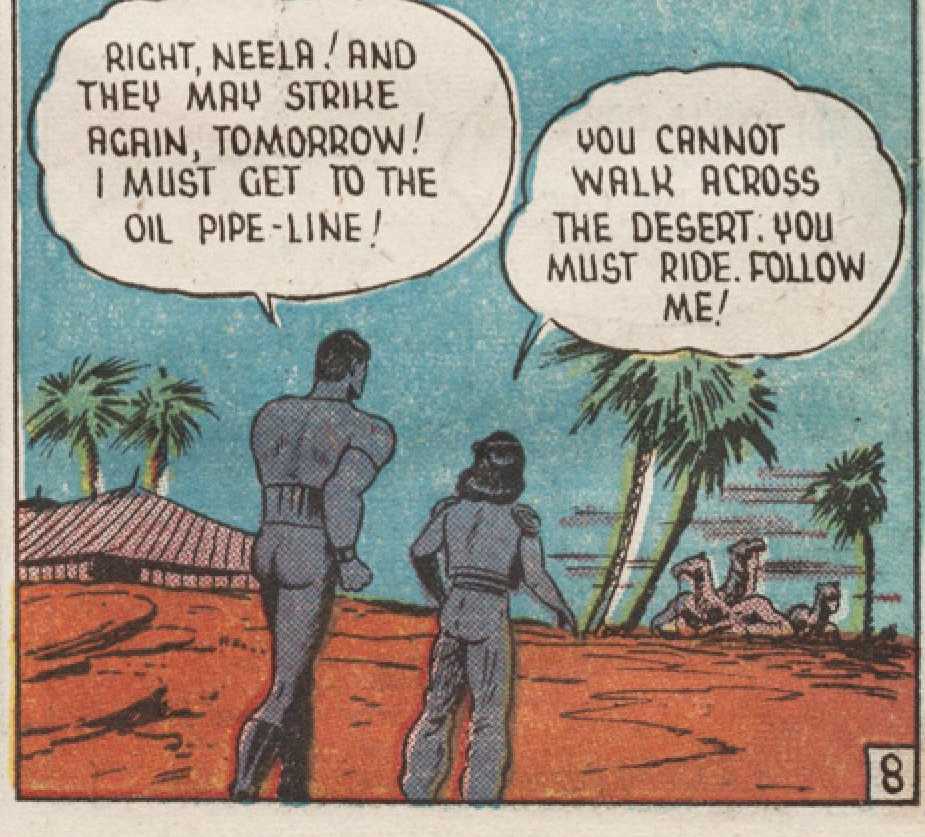 RIGHT, NEELA! AND
THEY MAY STRIKE
AGAIN, TOMORROW!
I MUST GET TO THE
OIL PIPE-LINE!
YOU CANNOT
WALK ACROSS
THE DESERT. YOU
MUST RIDE. FOLLOW
ME!
8